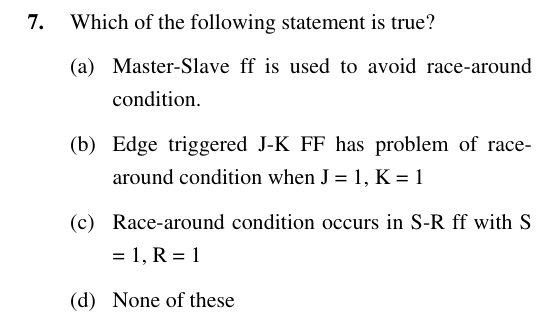 7. Which of the following statement is true?
(a) Master-Slave ff is used to avoid race-around
condition.
(b) Edge triggered J-K FF has problem of race-
around condition when J = 1, K = 1
(c) Race-around condition occurs in S-R ff with S
= 1, R = 1
(d) None of these